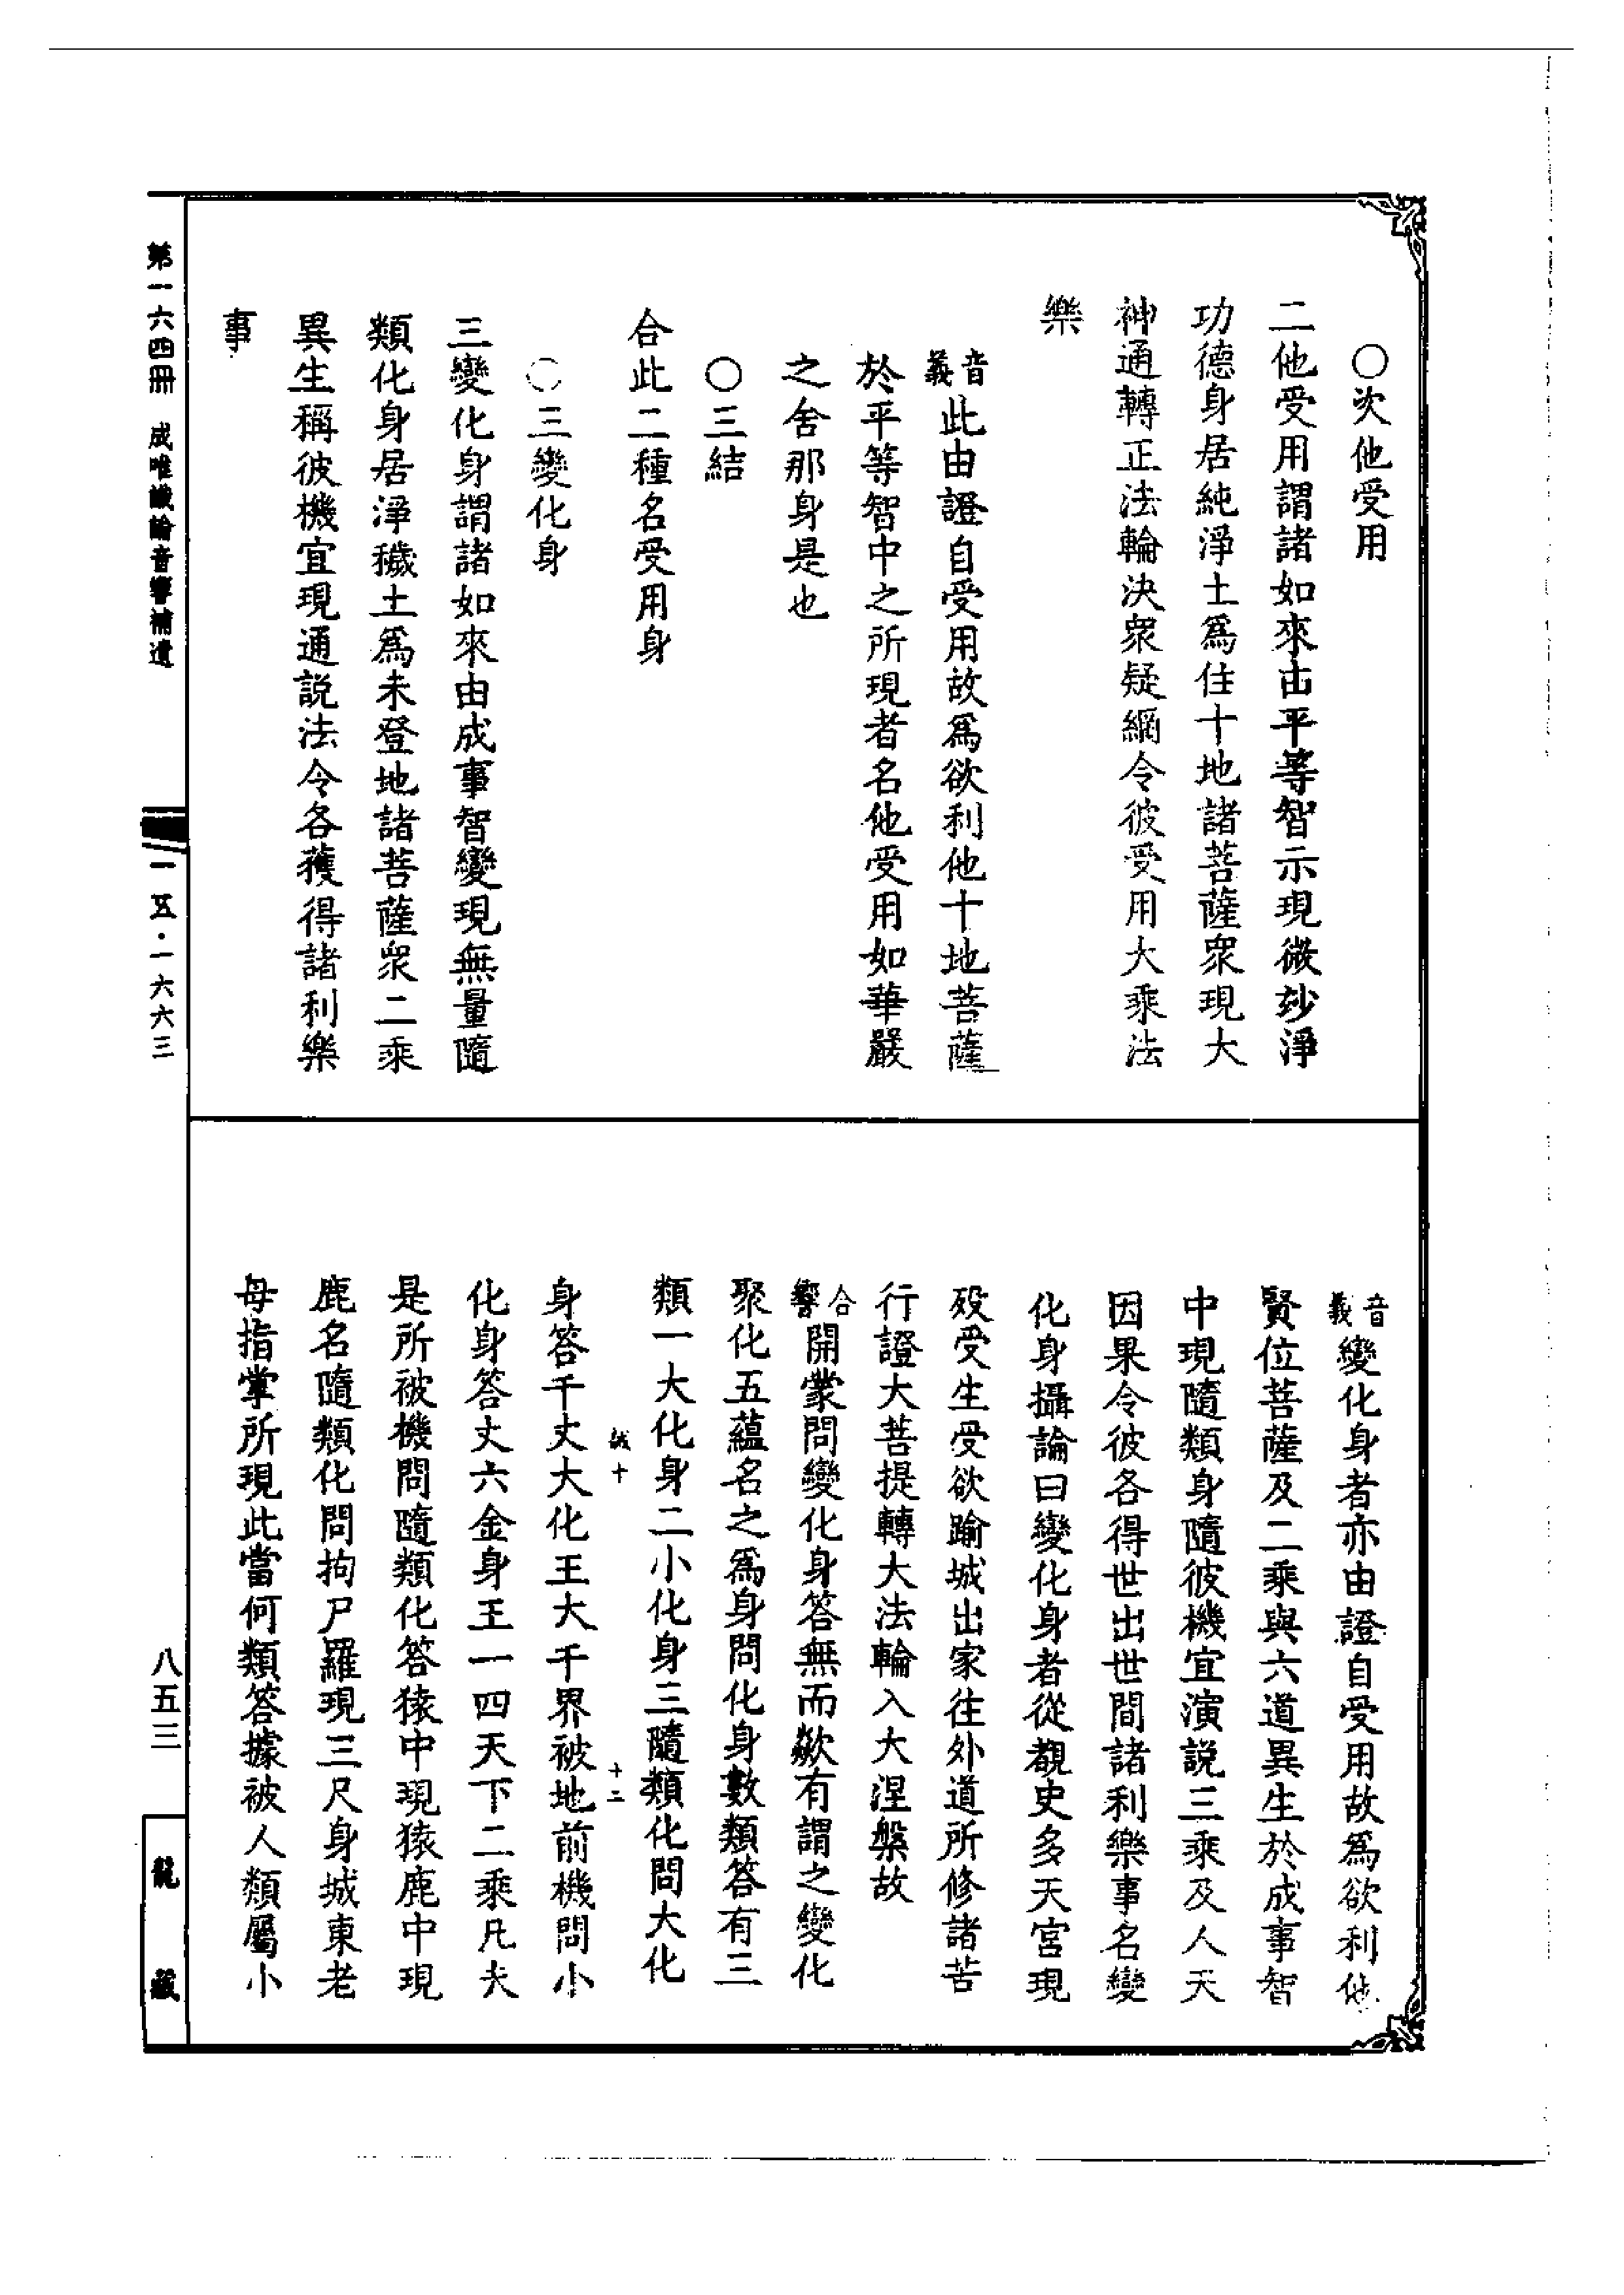 ○次他受用
二他受用謂諸如來由平等智示現微妙淨
功德身居純淨土爲住十地諸菩薩眾現大
神通轉正法輪決眾疑網令彼受用大乘法
樂
音義此由證自受用故爲欲利他十地菩薩
於平等智中之所現者名他受用如華嚴
之舍那身是也
○三結
合此二種名受用身
○三變化身
三變化身謂諸如來由成事智變現無量隨
類化身居淨穢土爲未登地諸菩薩眾二乘
異生稱彼機宜現通說法令各獲得諸利樂
事
音義變化身者亦由證自受用故爲欲利他
賢位菩薩及二乘與六道異生於成事智
中現隨類身隨彼機宜演說三乘及人天
因果令彼各得世出世間諸利樂事名變
化身攝論曰變化身者從覩史多天宮現
歿受生受欲踰城出家往外道所修諸苦
行證大菩提轉大法輪入大涅槃故
合響開蒙問變化身答無而歘有謂之變化
聚化五蘊名之爲身問化身數類答有三
類一大化身二小化身三隨類化問大化
身答千丈大化王大千界被地前機問小
化身答丈六金身王一四天下二乘凡夫
是所被機問隨類化答猿中現猿鹿中現
鹿名隨類化問拘尸羅現三尺身城東老
母指掌所現此當何類答據被人類屬小
第一六四冊 成唯識論音響補遺
一五·一六六三
八五三
龍藏
十二